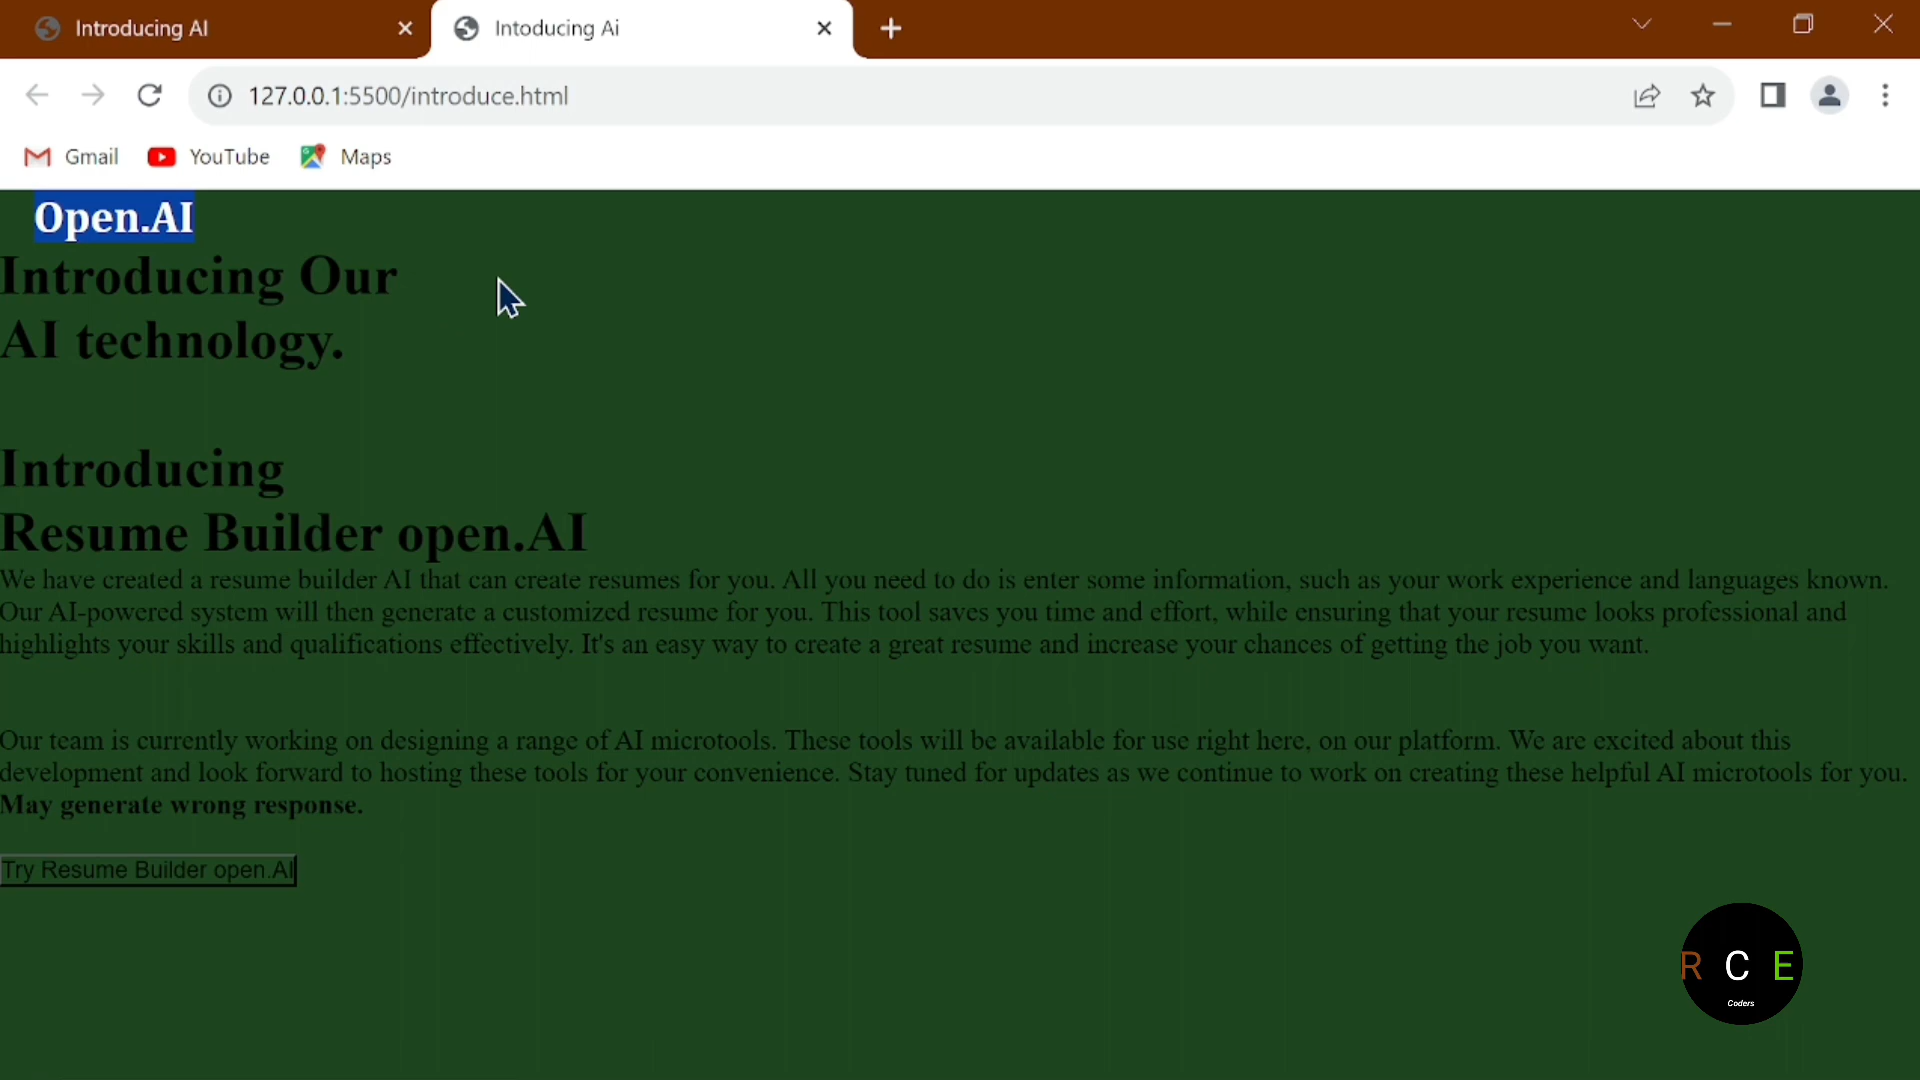 Introducing AI
Intoducing Ai
127.0.0.1:5500/introduce.html
Gmail
YouTube
Maps
Open.AI
Introducing Our
AI technology.
Introducing
Resume Builder open.AI
We have created a resume builder AI that can create resumes for you. All you need to do is enter some information, such as your work experience and languages known.
Our AI-powered system will then generate a customized resume for you. This tool saves you time and effort, while ensuring that your resume looks professional and
highlights your skills and qualifications effectively. It's an easy way to create a great resume and increase your chances of getting the job you want.
Our team is currently working on designing a range of AI microtools. These tools will be available for use right here, on our platform. We are excited about this
development and look forward to hosting these tools for your convenience. Stay tuned for updates as we continue to work on creating these helpful AI microtools for you.
May generate wrong response.
Try Resume Builder open.AI
R C E
Coders